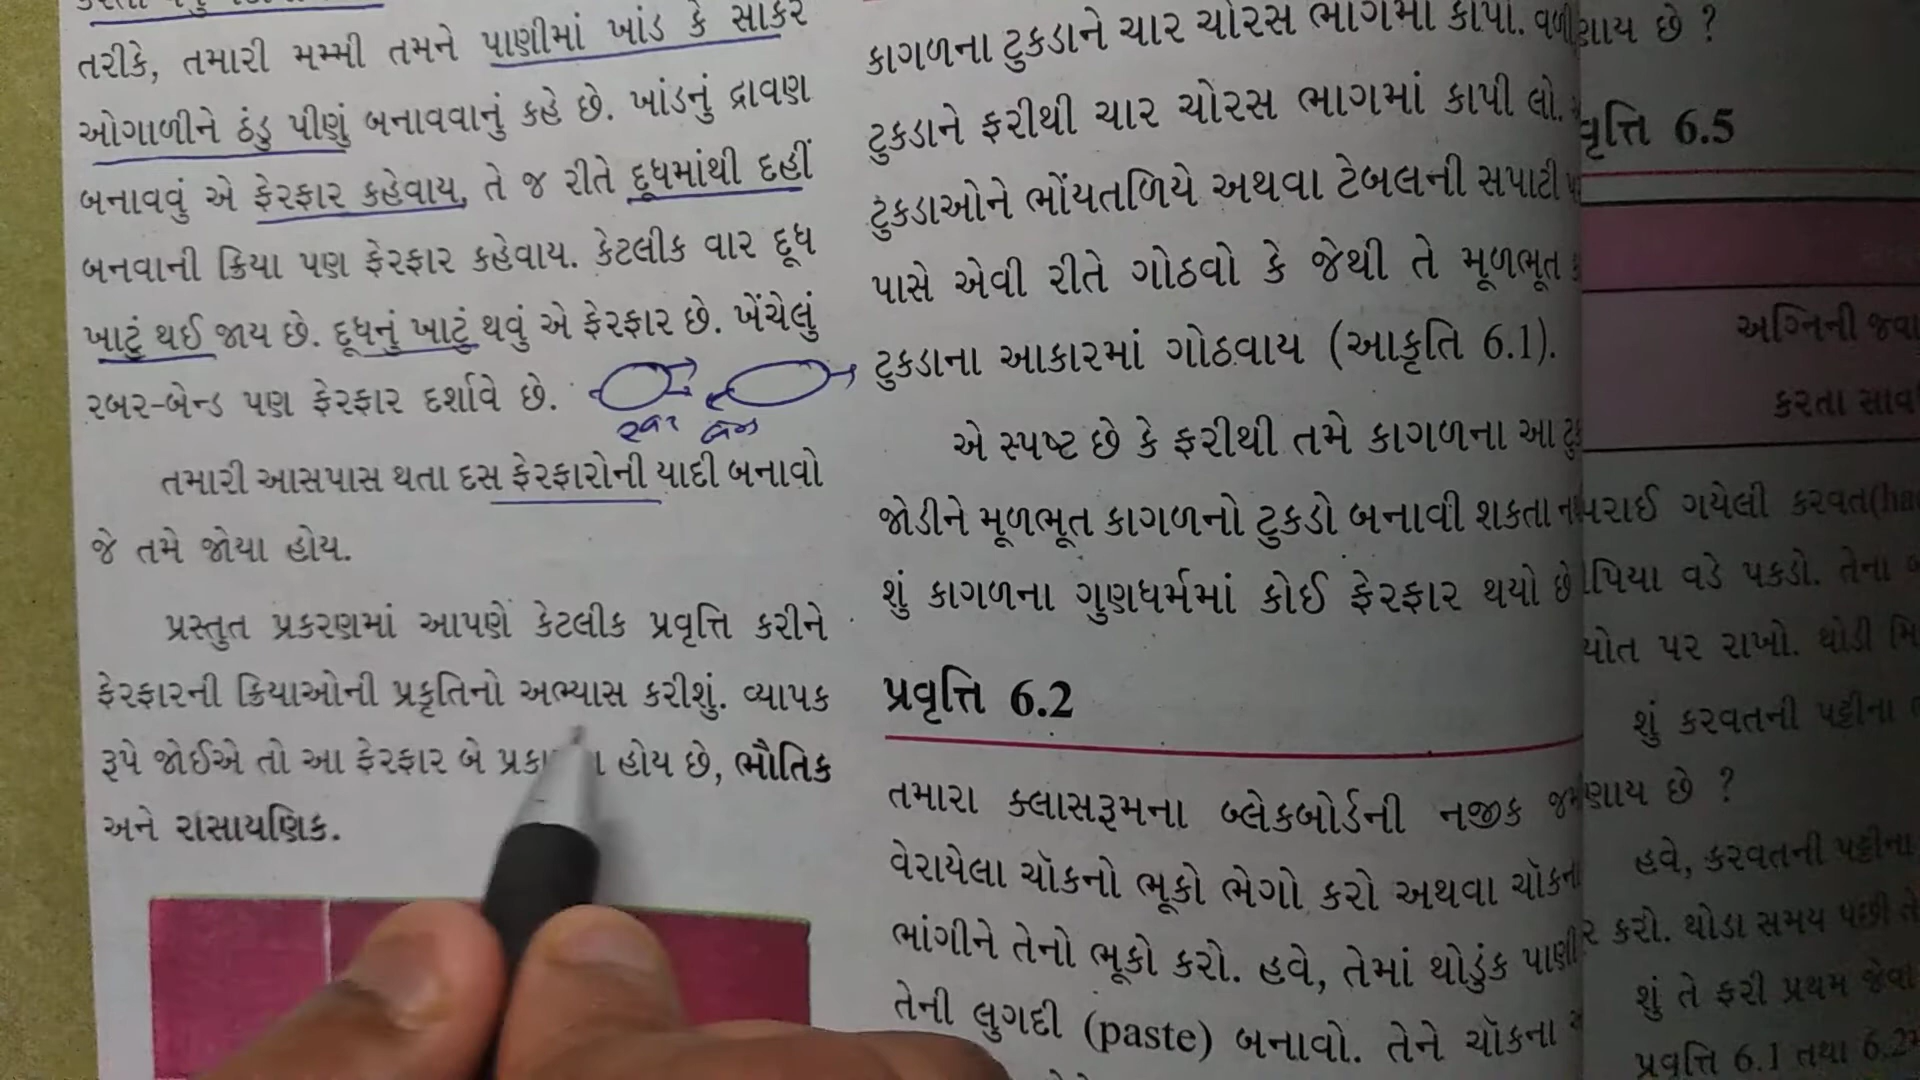 તરીકે, તમારી મમ્મી તમને પાણીમાં ખાંડ કે સાકર
ઓગાળીને ઠંડુ પીણું બનાવવાનું કહે છે. ખાંડનું દ્રાવણ
બનાવવું એ ફેરફાર કહેવાય, તે જ રીતે દૂધમાંથી દહીં
બનવાની ક્રિયા પણ ફેરફાર કહેવાય. કેટલીક વાર દૂધ
ખાટું થઈ જાય છે. દૂધનું ખાટું થવું એ ફેરફાર છે. ખેંચેલું
રબર-બેન્ડ પણ ફેરફાર દર્શાવે છે.
તમારી આસપાસ થતા દસ ફેરફારોની યાદી બનાવો
જે તમે જોયા હોય.
પ્રસ્તુત પ્રકરણમાં આપણે કેટલીક પ્રવૃત્તિ કરીને
ફેરફારની ક્રિયાઓની પ્રકૃતિનો અભ્યાસ કરીશું. વ્યાપક
રૂપે જોઈએ તો આ ફેરફાર બે હોય છે, ભૌતિક
અને રાસાયણિક.
કાગળના ટુકડાને ચાર ચોરસ ભાગમાં કાપો.
ટુકડાને ફરીથી ચાર ચોરસ ભાગમાં કાપી લો.
ટુકડાઓને ભોંયતળિયે અથવા ટેબલની સપાટી
પાસે એવી રીતે ગોઠવો કે જેથી તે મૂળભૂત
ટુકડાના આકારમાં ગોઠવાય (આકૃતિ 6.1).
એ સ્પષ્ટ છે કે ફરીથી તમે કાગળના આ
જોડીને મૂળભૂત કાગળનો ટુકડો બનાવી શકતા
શું કાગળના ગુણધર્મમાં કોઈ ફેરફાર થયો છે
પ્રવૃત્તિ 6.2
તમારા ક્લાસરૂમના બ્લેકબોર્ડની નજીક
વેરાયેલા ચૉકનો ભૂકો ભેગો કરો અથવા
ભાંગીને તેનો ભૂકો કરો. હવે, તેમાં થોડુંક પાણી
તેની લુગદી (paste) બનાવો. તેને ચૉકના
છે ?
6.5
અગ્નિની
કરતા
ગયેલી કરવત
વડે પકડો. તેના
પર રાખો. થોડી
શું કરવતની પટ્ટીના
છે ?
હવે, કરવતની પટ્ટીના
કરો. થોડા સમય પછી
શું તે ફરી પ્રથમ જેવા
પ્રવૃત્તિ 6.1 તથા 6.2